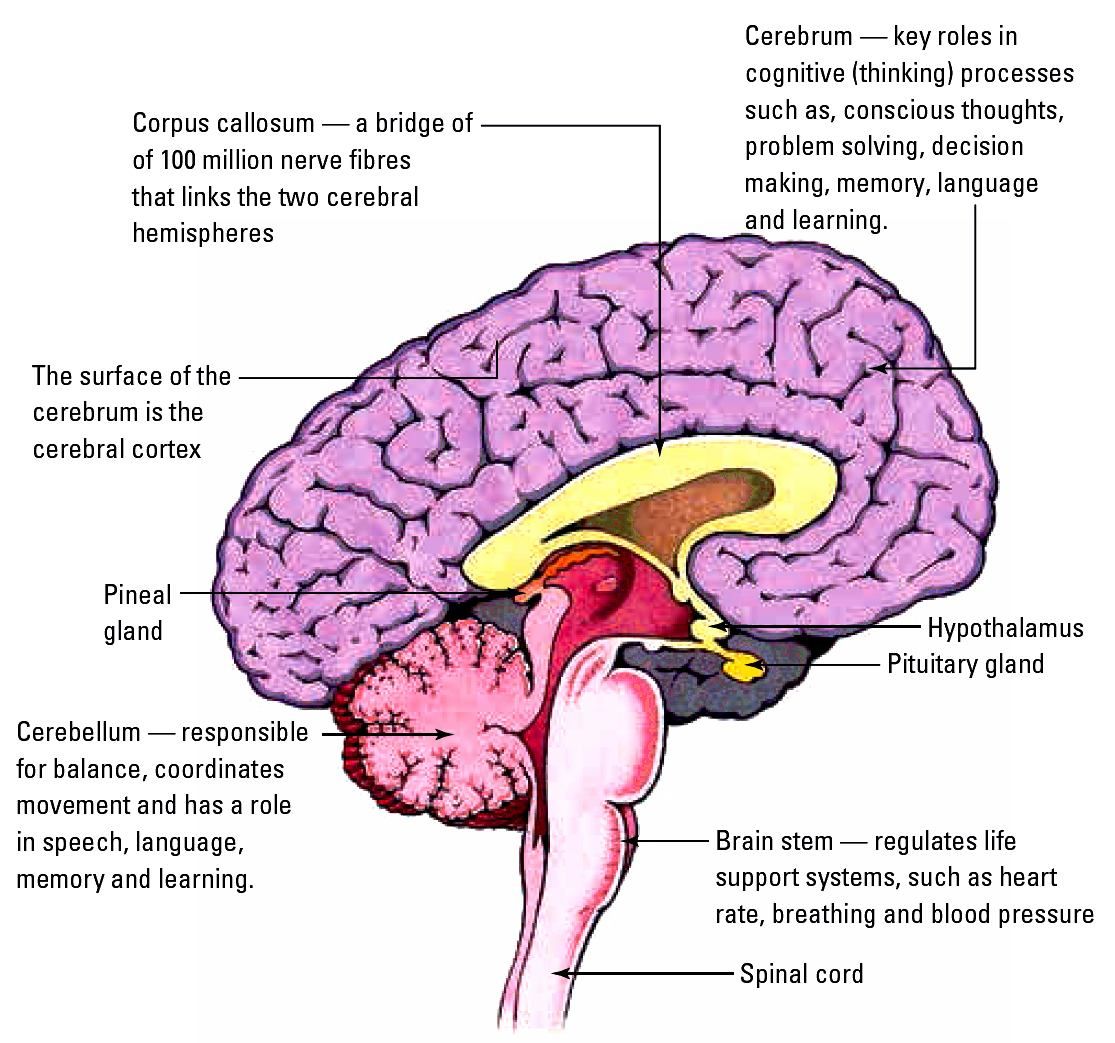 Cerebrum — key roles in
cognitive (thinking) processes
such as, conscious thoughts,
problem solving, decision
making, memory, language
and learning.
Corpus callosum — a bridge of
of 100 million nerve fibres
that links the two cerebral
hemispheres
The surface of the
cerebrum is the
cerebral cortex
Pineal
gland
Hypothalamus
Pituitary gland
Cerebellum — responsible
for balance, coordinates
movement and has a role
in speech, language,
memory and learning.
Brain stem — regulates life
support systems, such as heart
rate, breathing and blood pressure
Spinal cord